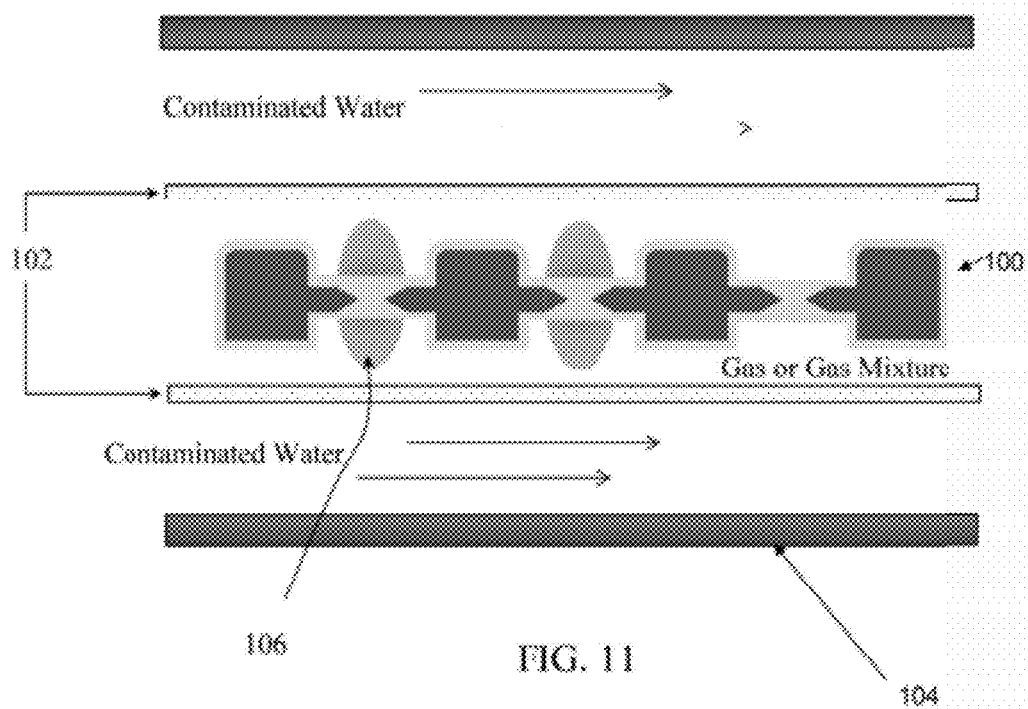 Contaminated Water
102
100
Gas or Gas Mixture
Contaminated Water
106
FIG. 11
104